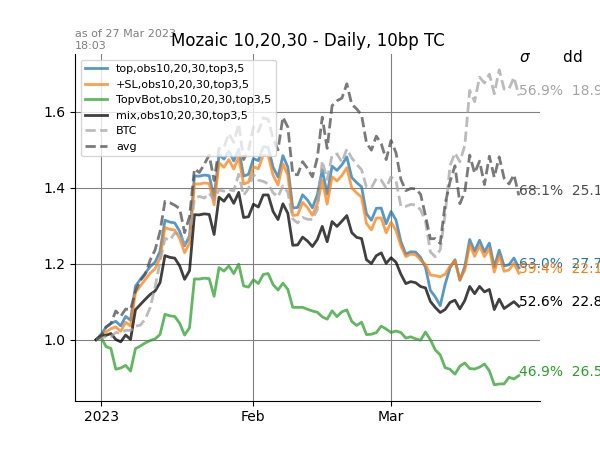 as of 27 Mar 2023
18:03
Mozaic 10,20,30 - Daily, 10bp TC
σ dd
top,obs10,20,30,top3,5
+SL,obs10,20,30,top3,5
TopvBot,obs10,20,30,top3,5
mix,obs10,20,30,top3,5
BTC
avg
56.9% 18.9
68.1% 25.1
63.0% 27.7
59.4% 22.1
52.6% 22.8
46.9% 26.5
1.6
1.4
1.2
1.0
2023 Feb Mar